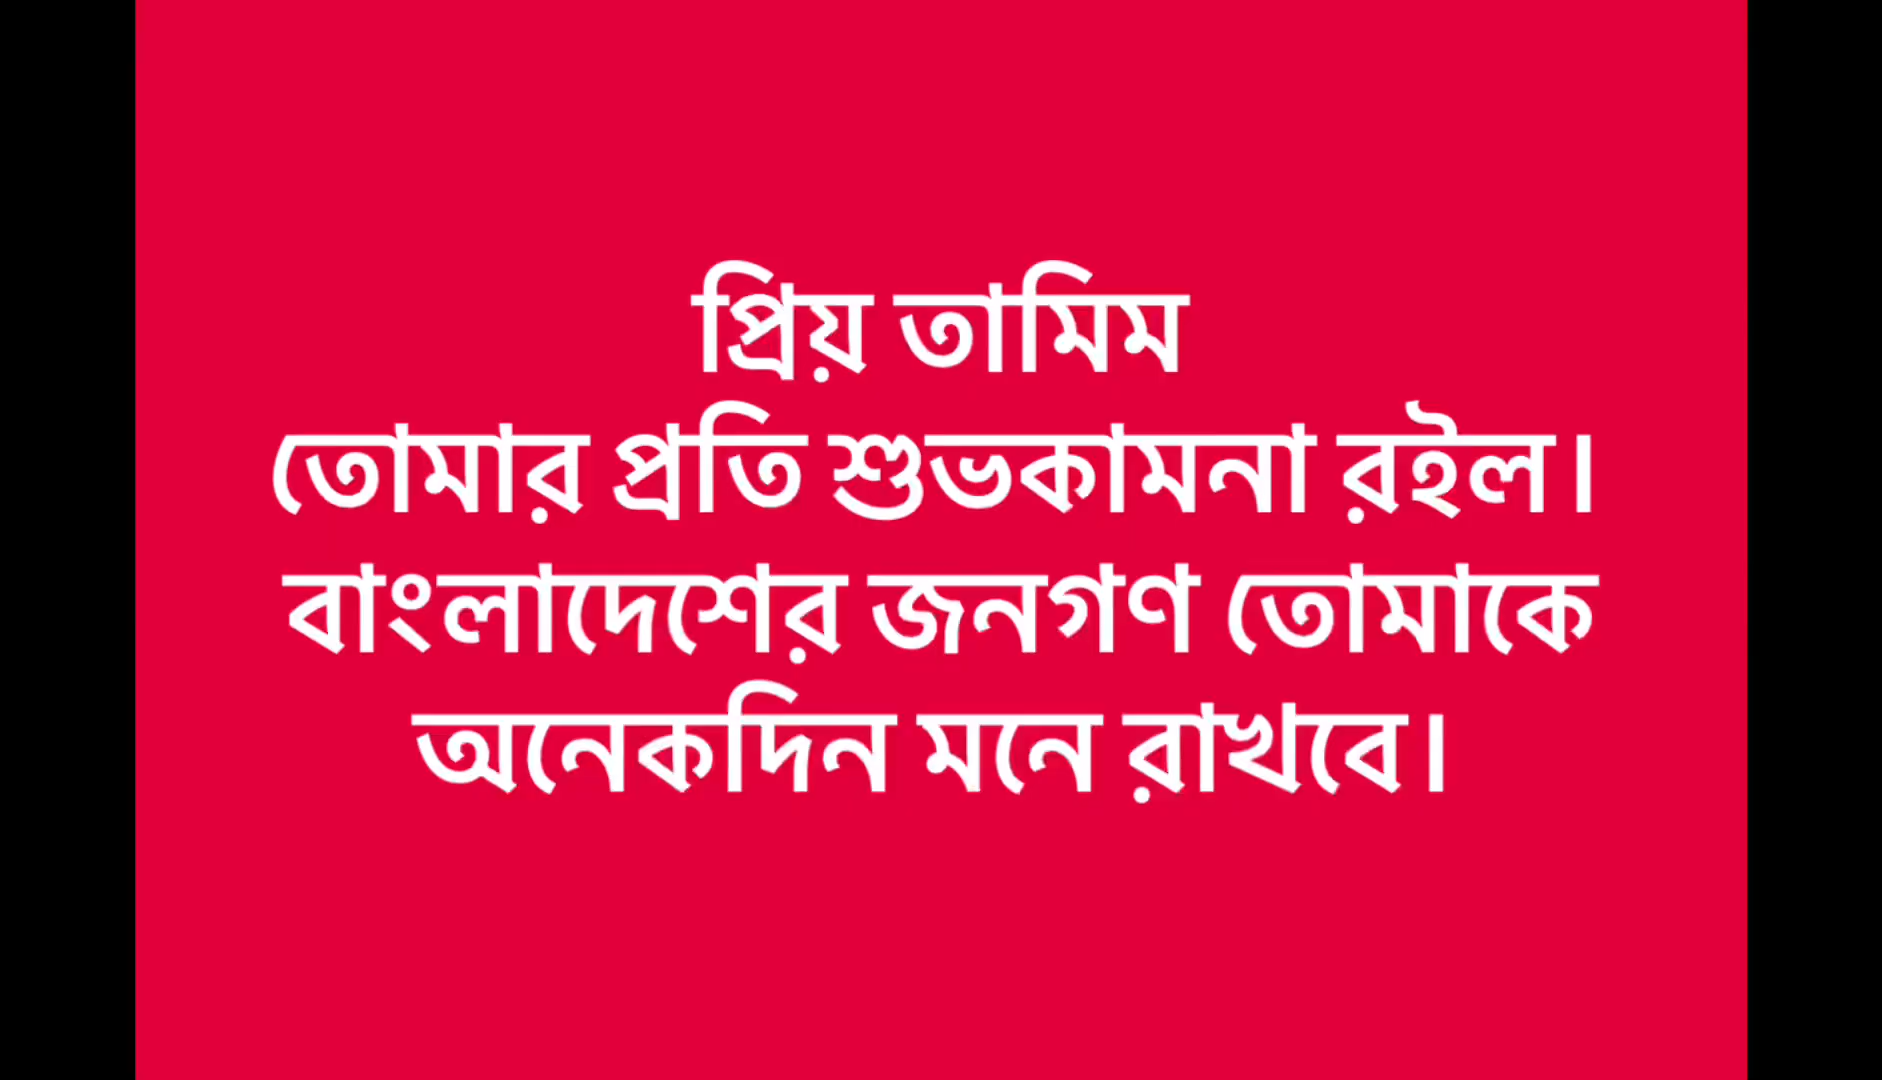 প্রিয় তামিম
তোমার প্রতি শুভকামনা রইল।
বাংলাদেশের জনগণ তোমাকে
অনেকদিন মনে রাখবে।